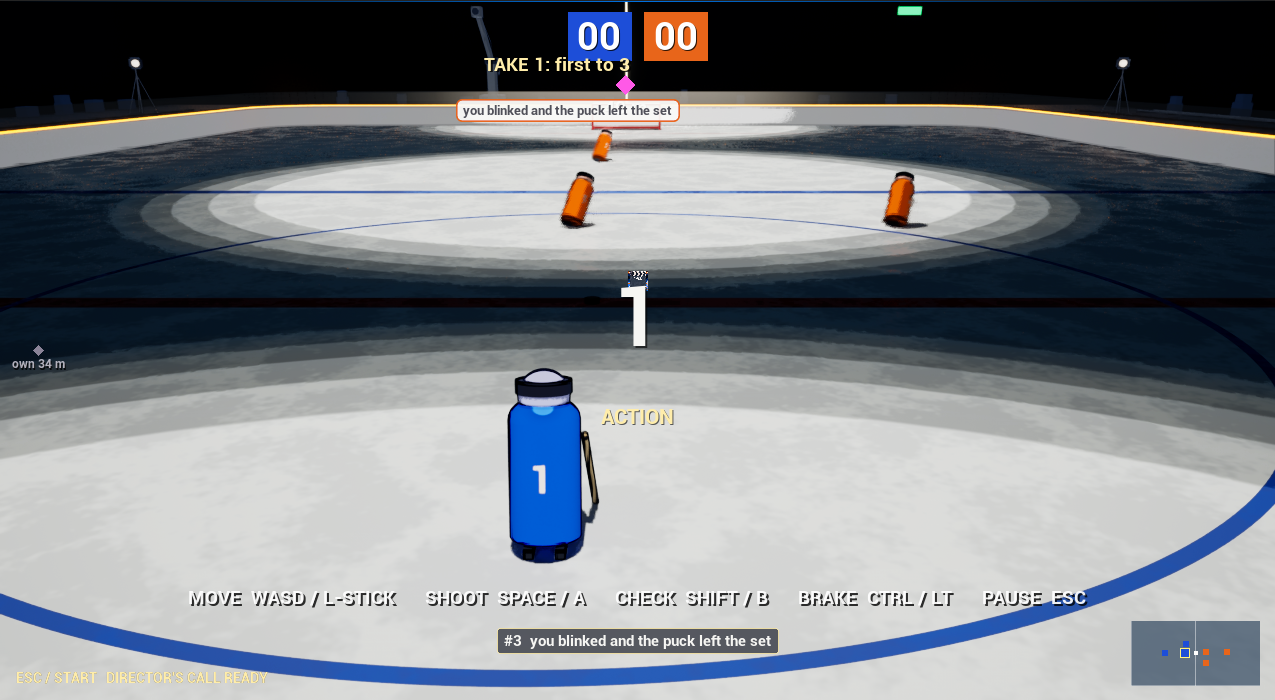 00 00
TAKE 1: first to 3
you blinked and the puck left the set
1
own 34 m
ACTION
1
MOVE WASD / L-STICK SHOOT SPACE / A CHECK SHIFT / B BRAKE CTRL / LT PAUSE ESC
#3 you blinked and the puck left the set
ESC / START DIRECTOR'S CALL READY